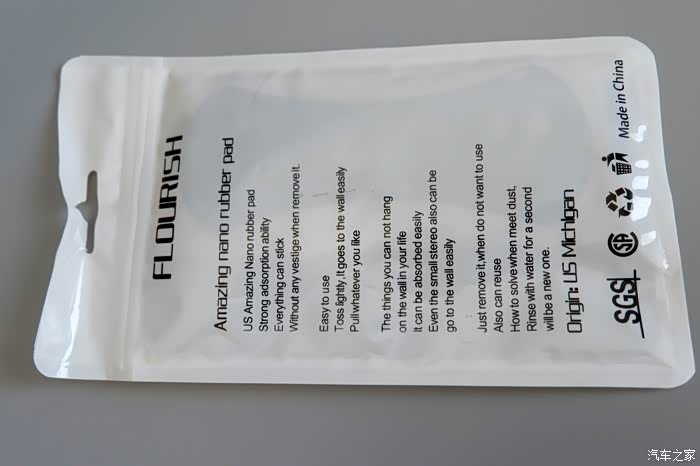 FLOURISH
Amazing nano rubber pad
US Amazing Nano rubber pad
Strong adsorption ability
Everything can stick
Without any vestige when remove it.
Easy to use
Toss lightly,It goes to the wall easily
Pull whatever you like
The things you can not hang
on the wall in your life
It can be absorbed easily
Even the small stereo also can be
go to the wall easily
Just remove it,when do not want to use
Also can reuse
How to solve when meet dust,
Rinse with water for a second
will be a new one.
Origin: US Michigan
SGS
SA
Made in China
汽车之家